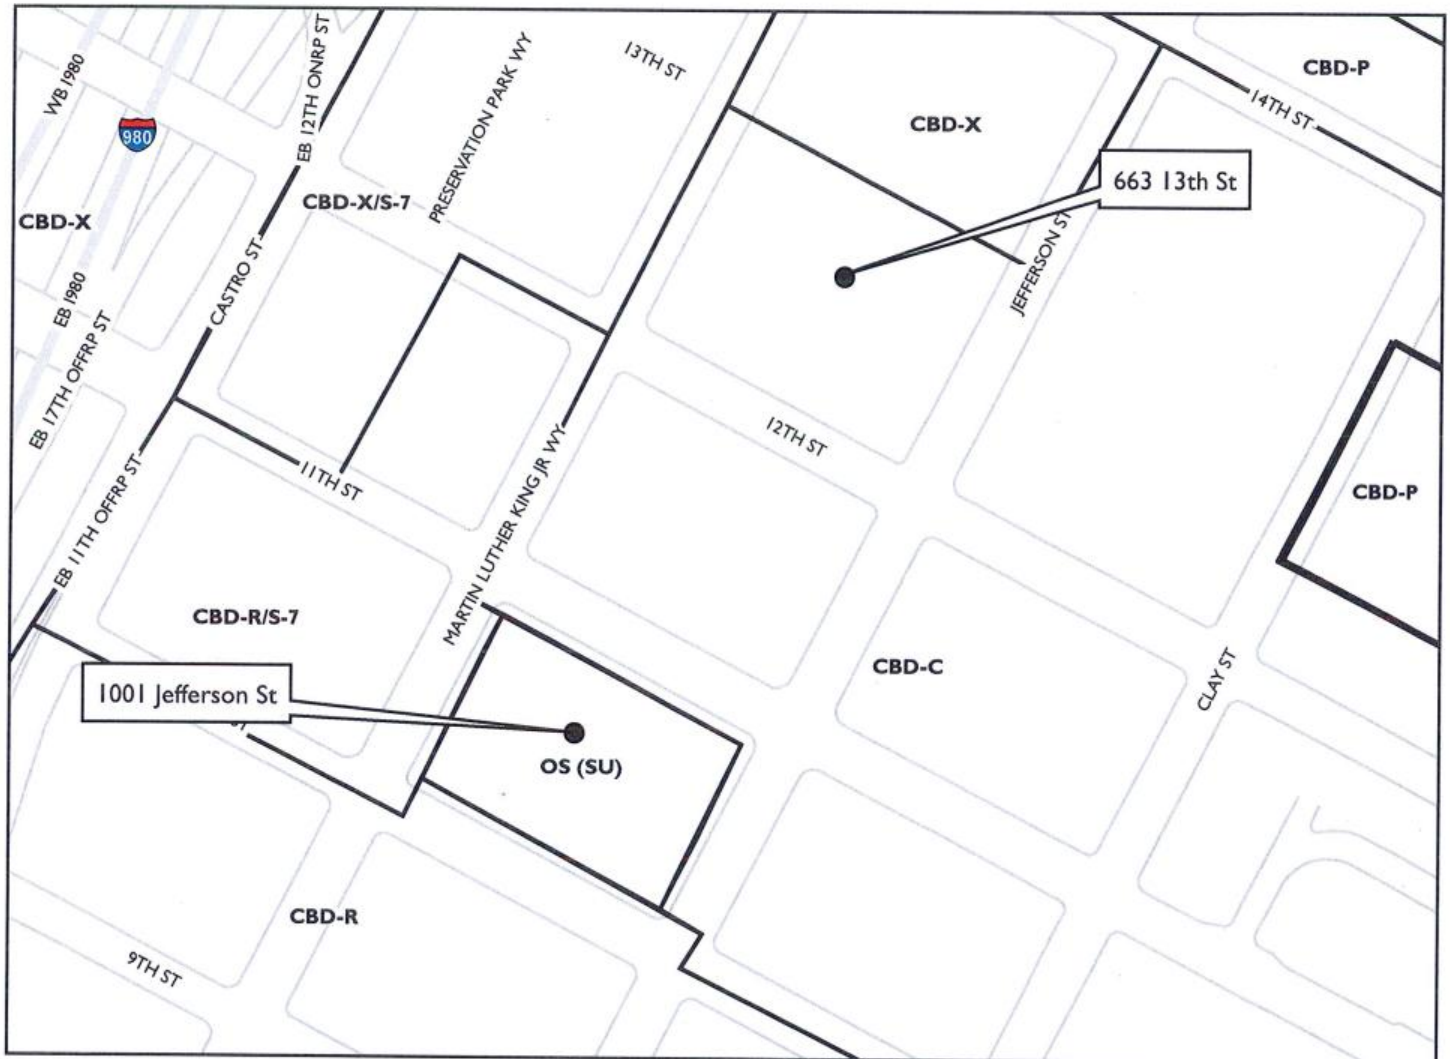 EB 12TH ONRP ST
WB I980
PRESERVATION PARK WY
13TH ST
CBD-P
14TH ST
980
CBD-X
663 13th St
CBD-X/S-7
CBD-X
JEFFERSON ST
CASTRO ST
EB I980
EB 17TH OFFRP ST
12TH ST
11TH ST
CBD-P
EB 11TH OFFRP ST
MARTIN LUTHER KING JR WY
CBD-R/S-7
CBD-C
CLAY ST
1001 Jefferson St
ST
OS (SU)
CBD-R
9TH ST